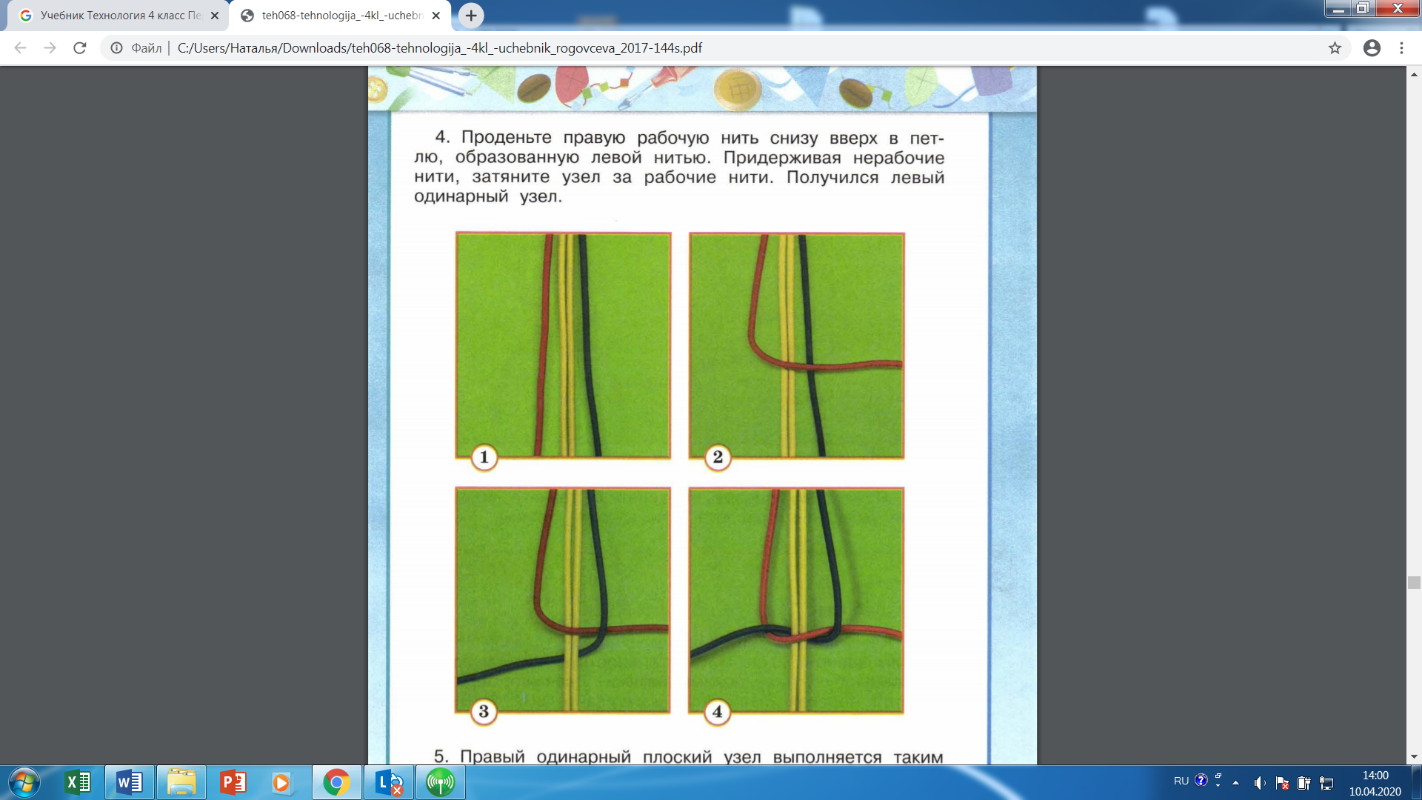 Учебник Технология 4 класс Пе
teh068-tehnologija_-4kl_-uchebn
Файл | C:/Users/Наталья/Downloads/teh068-tehnologija_-4kl_-uchebnik_rogovceva_2017-144s.pdf
4. Проденьте правую рабочую нить снизу вверх в пет-
лю, образованную левой нитью. Придерживая нерабочие
нити, затяните узел за рабочие нити. Получился левый
одинарный узел.
1
2
3
4
5. Правый одинарный плоский узел выполняется таким
RU
14:00
10.04.2020